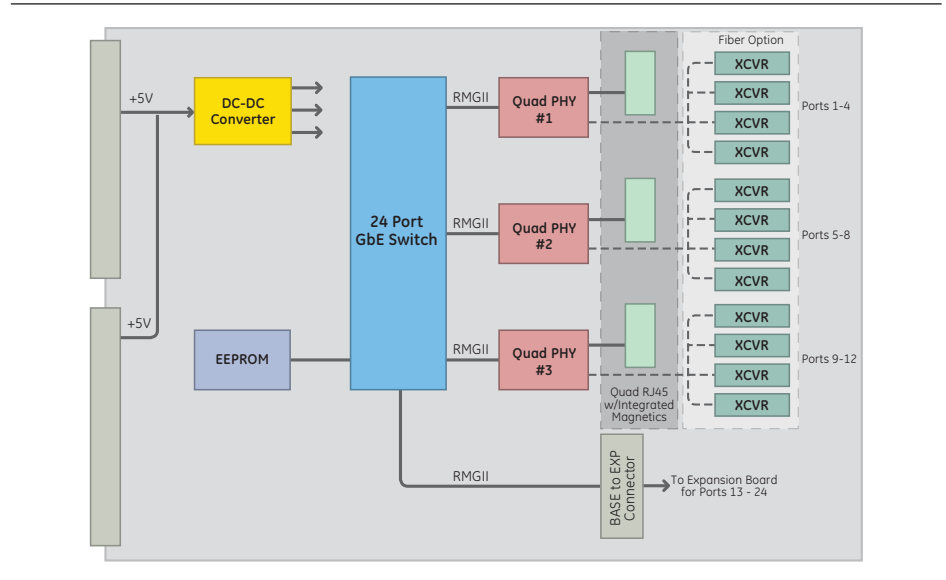 Fiber Option
XCVR
XCVR
XCVR
XCVR
Ports 1-4
+5V
DC-DC
Converter
RMGII
Quad PHY
#1
24 Port
GbE Switch
RMGII
Quad PHY
#2
XCVR
XCVR
XCVR
XCVR
Ports 5-8
+5V
EEPROM
RMGII
Quad PHY
#3
XCVR
XCVR
XCVR
XCVR
Ports 9-12
Quad RJ45
w/Integrated
Magnetics
RMGII
BASE to EXP
Connector
To Expansion Board
for Ports 13 - 24